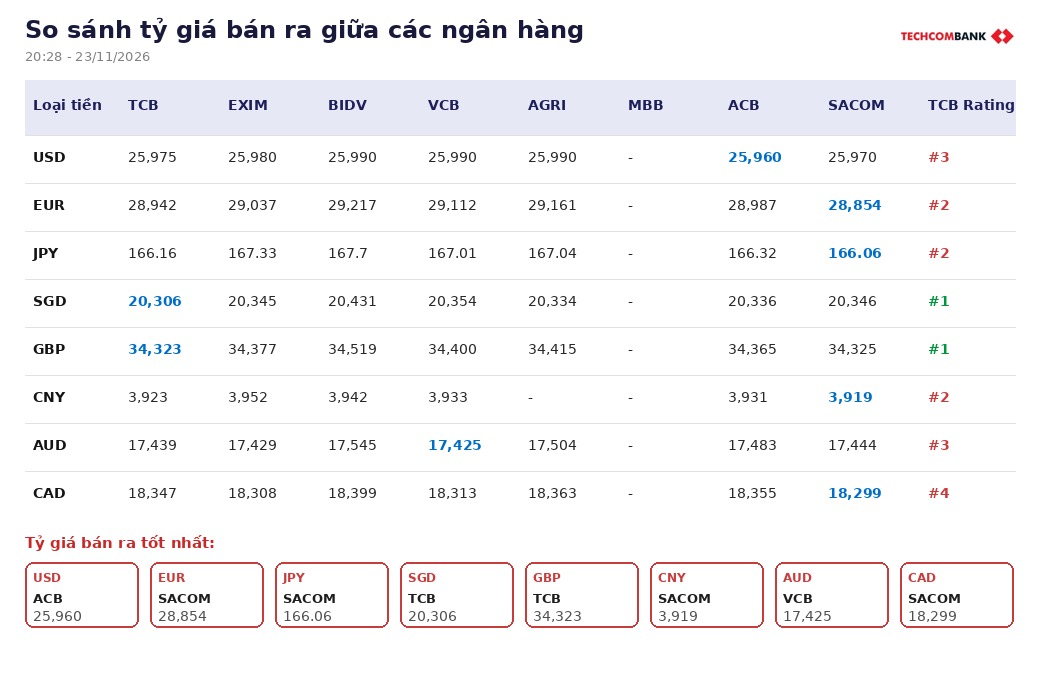 So sánh tỷ giá bán ra giữa các ngân hàng
TECHCOMBANK
20:28 - 23/11/2026
Loại tiền TCB EXIM BIDV VCB AGRI MBB ACB SACOM TCB Rating
USD 25,975 25,980 25,990 25,990 25,990 - 25,960 25,970 #3
EUR 28,942 29,037 29,217 29,112 29,161 - 28,987 28,854 #2
JPY 166.16 167.33 167.7 167.01 167.04 - 166.32 166.06 #2
SGD 20,306 20,345 20,431 20,354 20,334 - 20,336 20,346 #1
GBP 34,323 34,377 34,519 34,400 34,415 - 34,365 34,325 #1
CNY 3,923 3,952 3,942 3,933 - - 3,931 3,919 #2
AUD 17,439 17,429 17,545 17,425 17,504 - 17,483 17,444 #3
CAD 18,347 18,308 18,399 18,313 18,363 - 18,355 18,299 #4
Tỷ giá bán ra tốt nhất:
USD EUR JPY SGD GBP CNY AUD CAD
ACB SACOM SACOM TCB TCB SACOM VCB SACOM
25,960 28,854 166.06 20,306 34,323 3,919 17,425 18,299